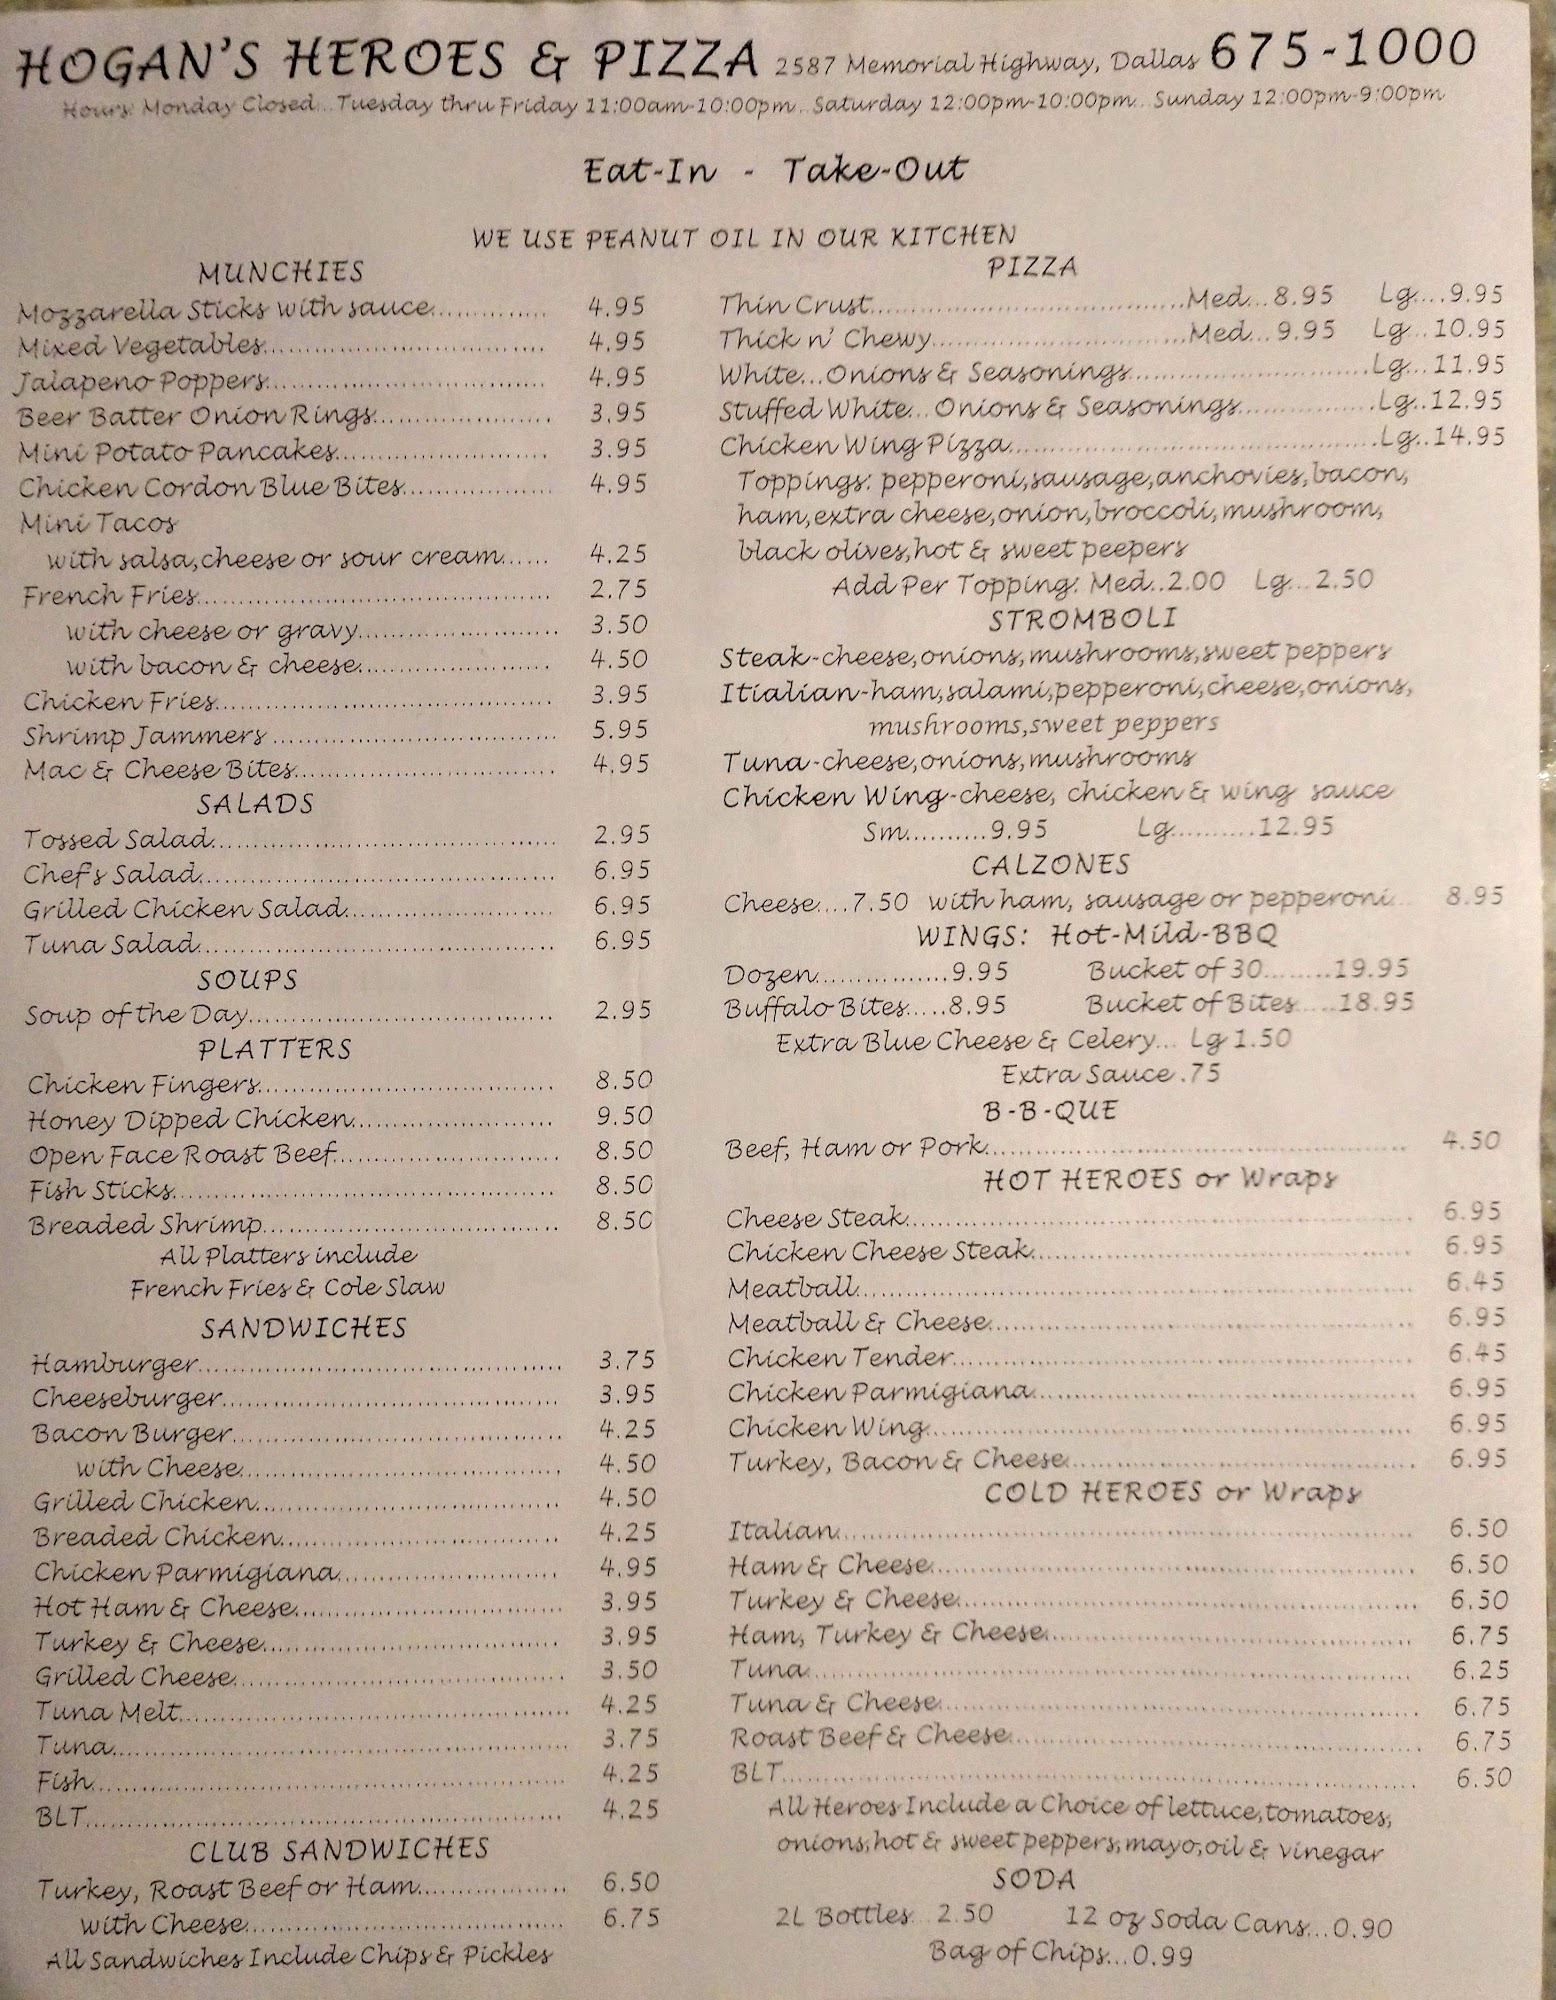 HOGAN'S HEROES & PIZZA 2587 Memorial Highway, Dallas 675-1000
Hours: Monday Closed...Tuesday thru Friday 11:00am-10:00pm...Saturday 12:00pm-10:00pm...Sunday 12:00pm-9:00pm
Eat-In - Take-Out
WE USE PEANUT OIL IN OUR KITCHEN
MUNCHIES
Mozzarella Sticks with sauce.............. 4.95
Mixed Vegetables................................. 4.95
Jalapeno Poppers................................ 4.95
Beer Batter Onion Rings..................... 3.95
Mini Potato Pancakes......................... 3.95
Chicken Cordon Blue Bites.................. 4.95
Mini Tacos
with salsa,cheese or sour cream...... 4.25
French Fries......................................... 2.75
with cheese or gravy....................... 3.50
with bacon & cheese....................... 4.50
Chicken Fries....................................... 3.95
Shrimp Jammers ................................. 5.95
Mac & Cheese Bites.............................. 4.95
SALADS
Tossed Salad........................................ 2.95
Chef's Salad......................................... 6.95
Grilled Chicken Salad......................... 6.95
Tuna Salad.......................................... 6.95
SOUPS
Soup of the Day................................... 2.95
PLATTERS
Chicken Fingers.................................. 8.50
Honey Dipped Chicken........................ 9.50
Open Face Roast Beef.......................... 8.50
Fish Sticks............................................ 8.50
Breaded Shrimp.................................. 8.50
All Platters include
French Fries & Cole Slaw
SANDWICHES
Hamburger.......................................... 3.75
Cheeseburger....................................... 3.95
Bacon Burger...................................... 4.25
with Cheese..................................... 4.50
Grilled Chicken................................... 4.50
Breaded Chicken................................ 4.25
Chicken Parmigiana......................... 4.95
Hot Ham & Cheese.............................. 3.95
Turkey & Cheese.................................. 3.95
Grilled Cheese...................................... 3.50
Tuna Melt............................................ 4.25
Tuna..................................................... 3.75
Fish....................................................... 4.25
BLT....................................................... 4.25
CLUB SANDWICHES
Turkey, Roast Beef or Ham................. 6.50
with Cheese..................................... 6.75
All Sandwiches Include Chips & Pickles
PIZZA
Thin Crust....................................Med...8.95 Lg....9.95
Thick n' Chewy.............................Med...9.95 Lg...10.95
White...Onions & Seasonings............................Lg...11.95
Stuffed White...Onions & Seasonings................Lg..12.95
Chicken Wing Pizza...........................................Lg..14.95
Toppings: pepperoni,sausage,anchovies,bacon,
ham,extra cheese,onion,broccoli,mushroom,
black olives,hot & sweet peepers
Add Per Topping: Med..2.00 Lg...2.50
STROMBOLI
Steak-cheese,onions,mushrooms,sweet peppers
Itialian-ham,salami,pepperoni,cheese,onions,
mushrooms,sweet peppers
Tuna-cheese,onions,mushrooms
Chicken Wing-cheese, chicken & wing sauce
Sm..........9.95 Lg..........12.95
CALZONES
Cheese....7.50 with ham, sausage or pepperoni... 8.95
WINGS: Hot-Mild-BBQ
Dozen................9.95 Bucket of 30........19.95
Buffalo Bites.....8.95 Bucket of Bites.....18.95
Extra Blue Cheese & Celery... Lg 1.50
Extra Sauce .75
B-B-QUE
Beef, Ham or Pork................................................. 4.50
HOT HEROES or Wraps
Cheese Steak.......................................................... 6.95
Chicken Cheese Steak............................................. 6.95
Meatball................................................................ 6.45
Meatball & Cheese................................................. 6.95
Chicken Tender...................................................... 6.45
Chicken Parmigiana............................................. 6.95
Chicken Wing........................................................ 6.95
Turkey, Bacon & Cheese........................................ 6.95
COLD HEROES or Wraps
Italian................................................................... 6.50
Ham & Cheese........................................................ 6.50
Turkey & Cheese..................................................... 6.50
Ham, Turkey & Cheese........................................... 6.75
Tuna...................................................................... 6.25
Tuna & Cheese....................................................... 6.75
Roast Beef & Cheese............................................... 6.75
BLT........................................................................ 6.50
All Heroes Include a Choice of lettuce,tomatoes,
onions,hot & sweet peppers,mayo,oil & vinegar
SODA
2L Bottles...2.50 12 oz Soda Cans...0.90
Bag of Chips...0.99